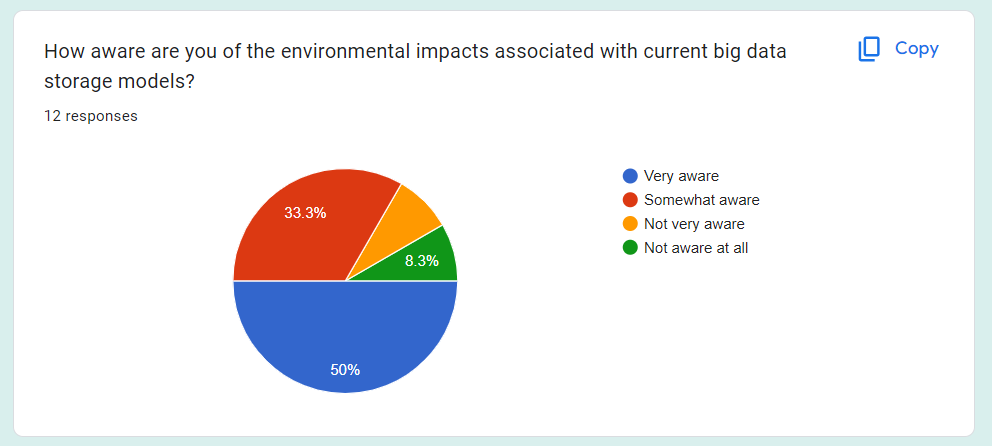 How aware are you of the environmental impacts associated with current big data
storage models?
Copy
12 responses
33.3%
8.3%
50%
Very aware
Somewhat aware
Not very aware
Not aware at all